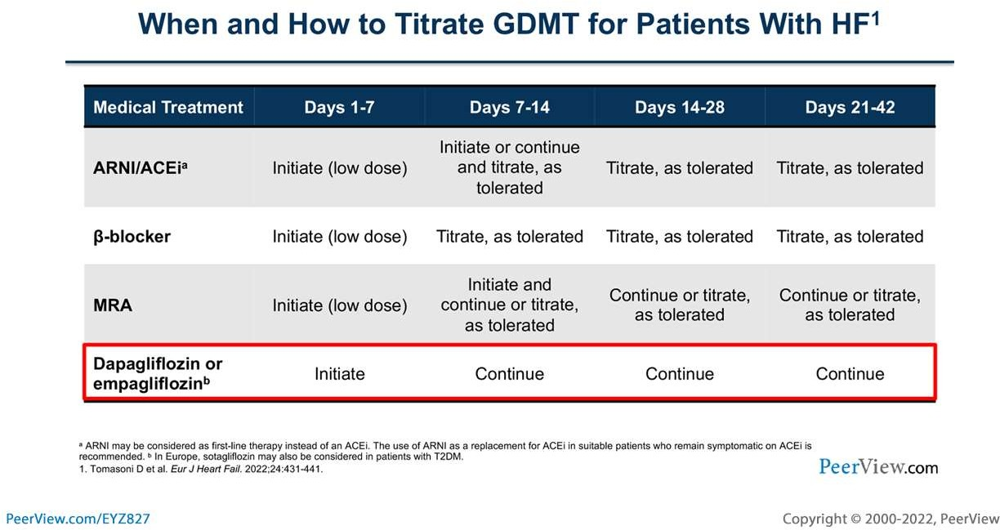 When and How to Titrate GDMT for Patients With HF¹
Medical Treatment Days 1-7 Days 7-14 Days 14-28 Days 21-42
ARNI/ACEiᵃ Initiate (low dose) Initiate or continue and titrate, as tolerated Titrate, as tolerated Titrate, as tolerated
β-blocker Initiate (low dose) Titrate, as tolerated Titrate, as tolerated Titrate, as tolerated
MRA Initiate (low dose) Initiate and continue or titrate, as tolerated Continue or titrate, as tolerated Continue or titrate, as tolerated
Dapagliflozin or empagliflozinᵇ Initiate Continue Continue Continue
ᵃ ARNI may be considered as first-line therapy instead of an ACEi. The use of ARNI as a replacement for ACEi in suitable patients who remain symptomatic on ACEi is
recommended. ᵇ In Europe, sotagliflozin may also be considered in patients with T2DM.
1. Tomasoni D et al. Eur J Heart Fail. 2022;24:431-441.
PeerView.com
PeerView.com/EYZ827
Copyright © 2000-2022, PeerView